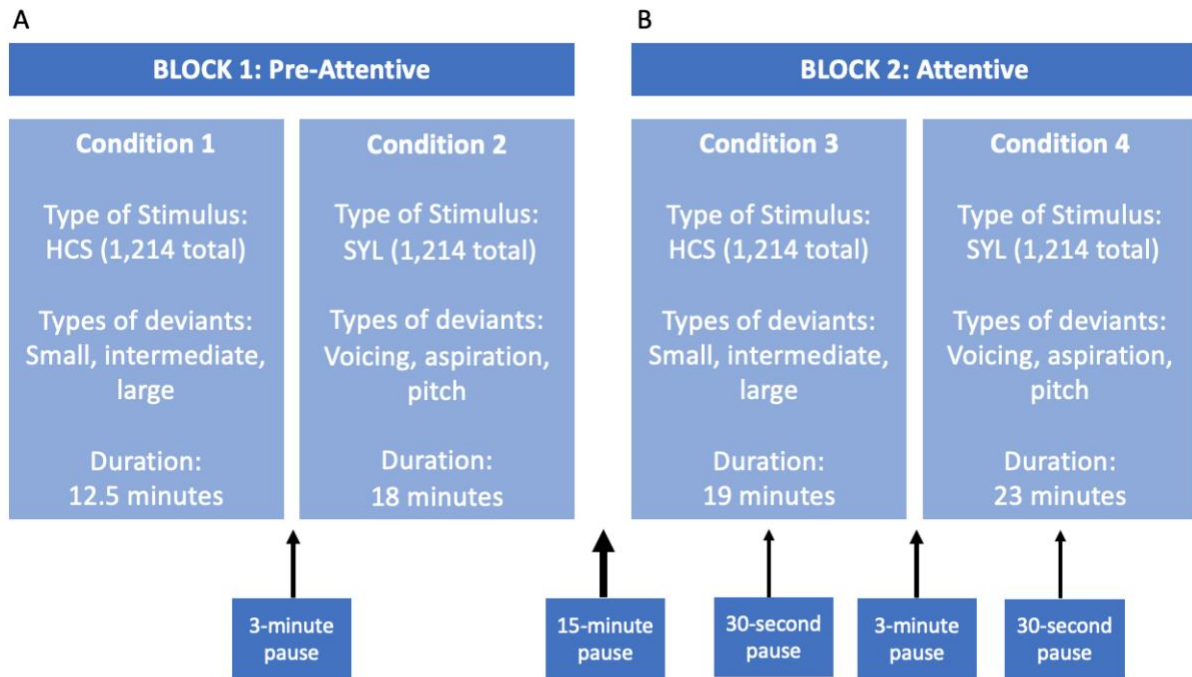 A
BLOCK 1: Pre-Attentive
Condition 1
Type of Stimulus:
HCS (1,214 total)
Types of deviants:
Small, intermediate,
large
Duration:
12.5 minutes
Condition 2
Type of Stimulus:
SYL (1,214 total)
Types of deviants:
Voicing, aspiration,
pitch
Duration:
18 minutes
3-minute
pause
15-minute
pause
B
BLOCK 2: Attentive
Condition 3
Type of Stimulus:
HCS (1,214 total)
Types of deviants:
Small, intermediate,
large
Duration:
19 minutes
Condition 4
Type of Stimulus:
SYL (1,214 total)
Types of deviants:
Voicing, aspiration,
pitch
Duration:
23 minutes
30-second
pause
3-minute
pause
30-second
pause